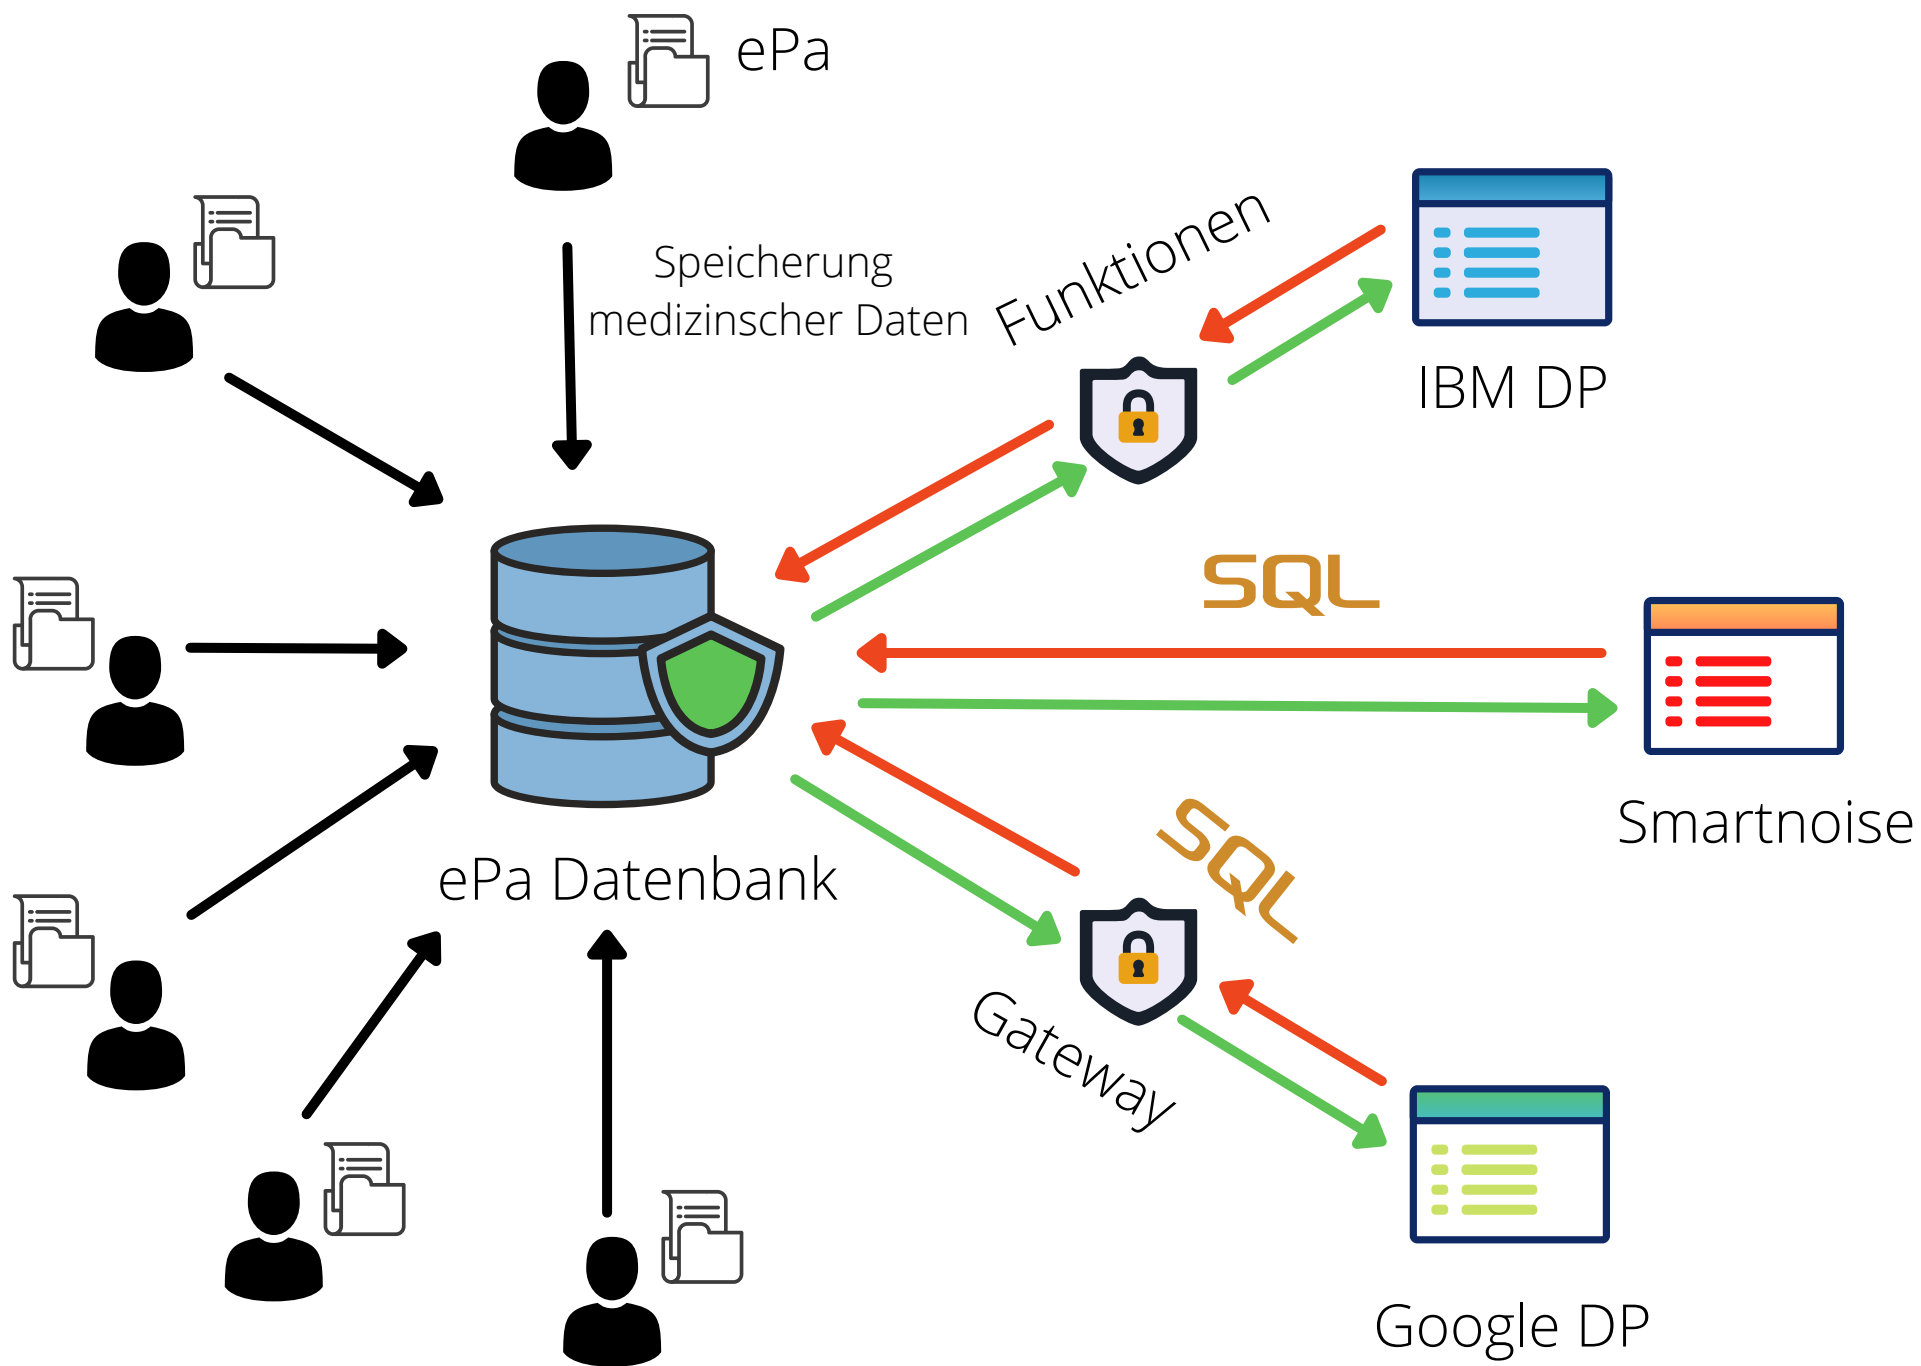 ePa
Speicherung
medizinscher Daten
Funktionen
IBM DP
SQL
Smartnoise
ePa Datenbank
SQL
Gateway
Google DP